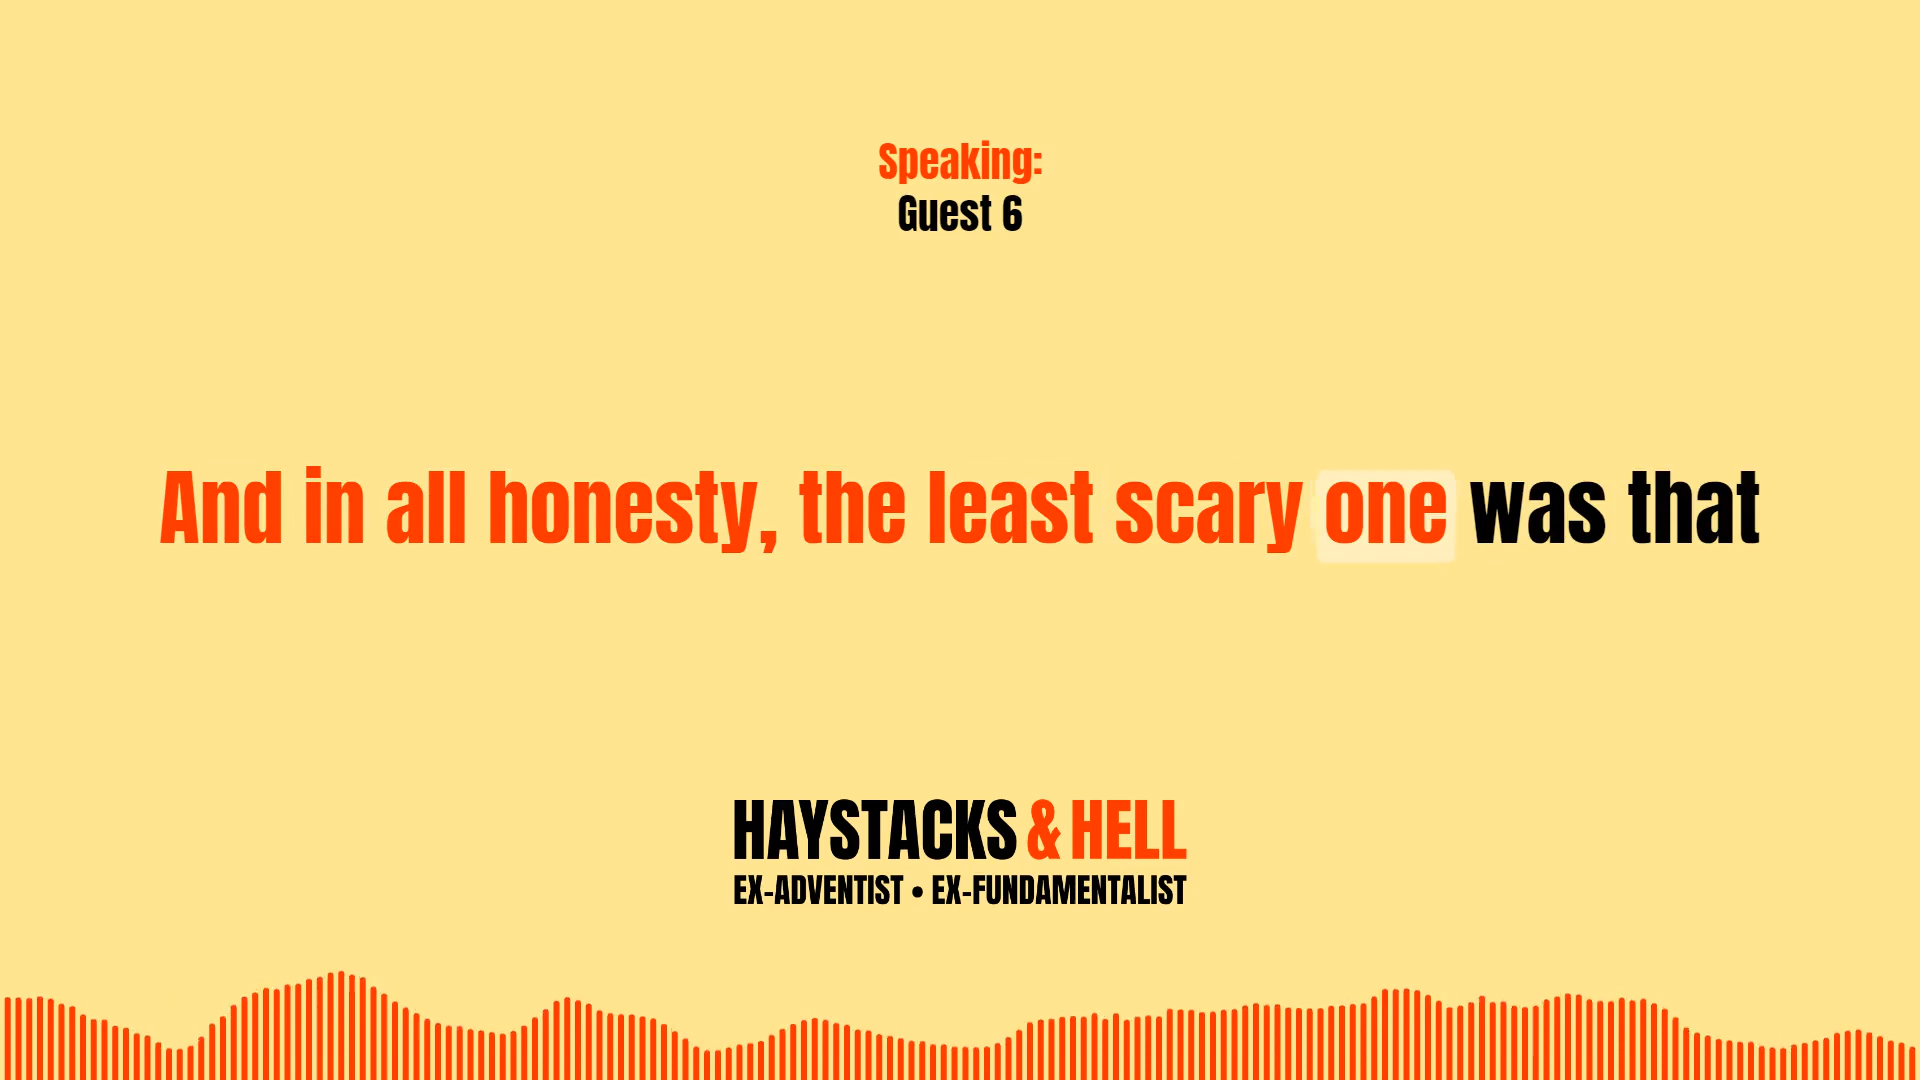 Speaking:
Guest 6
And in all honesty, the least scary one was that
HAYSTACKS & HELL
EX-ADVENTIST • EX-FUNDAMENTALIST